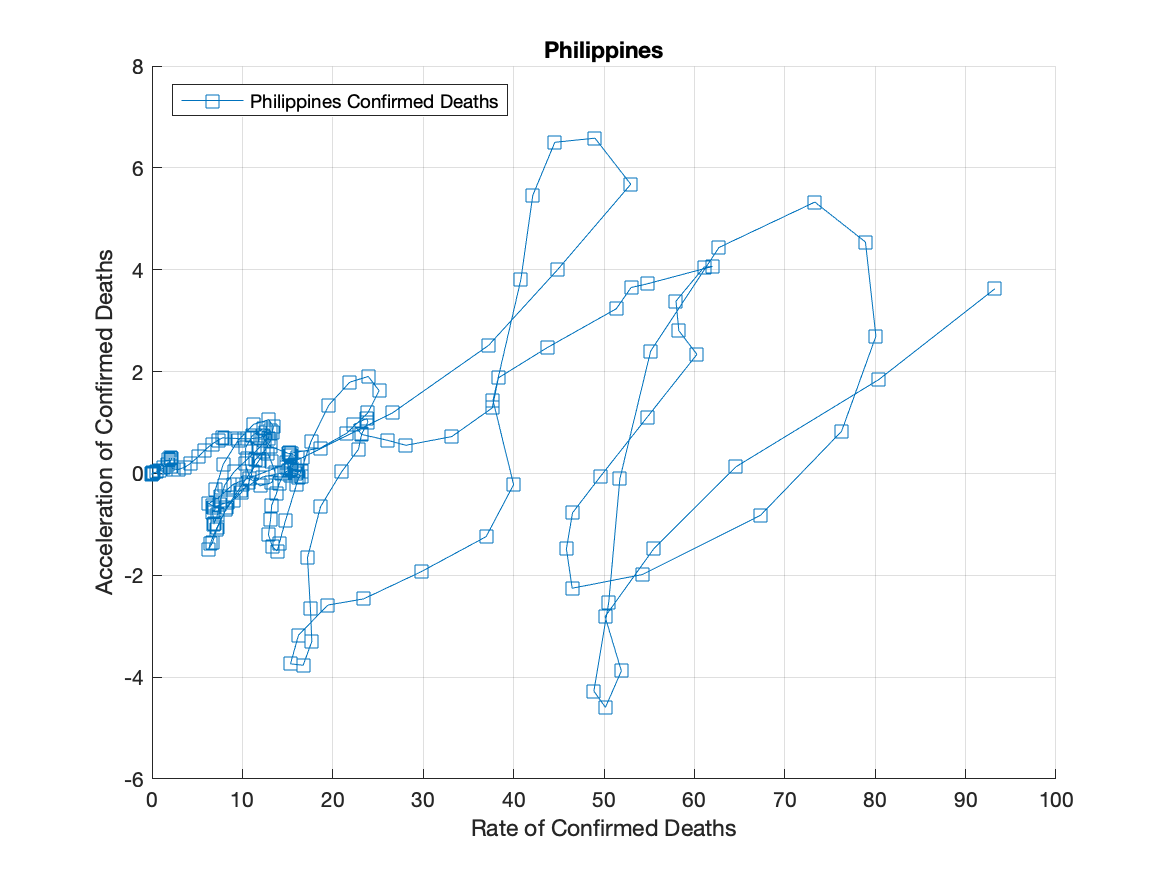 Philippines
Philippines Confirmed Deaths
8
6
4
2
0
-2
-4
-6
Acceleration of Confirmed Deaths
0 10 20 30 40 50 60 70 80 90 100
Rate of Confirmed Deaths